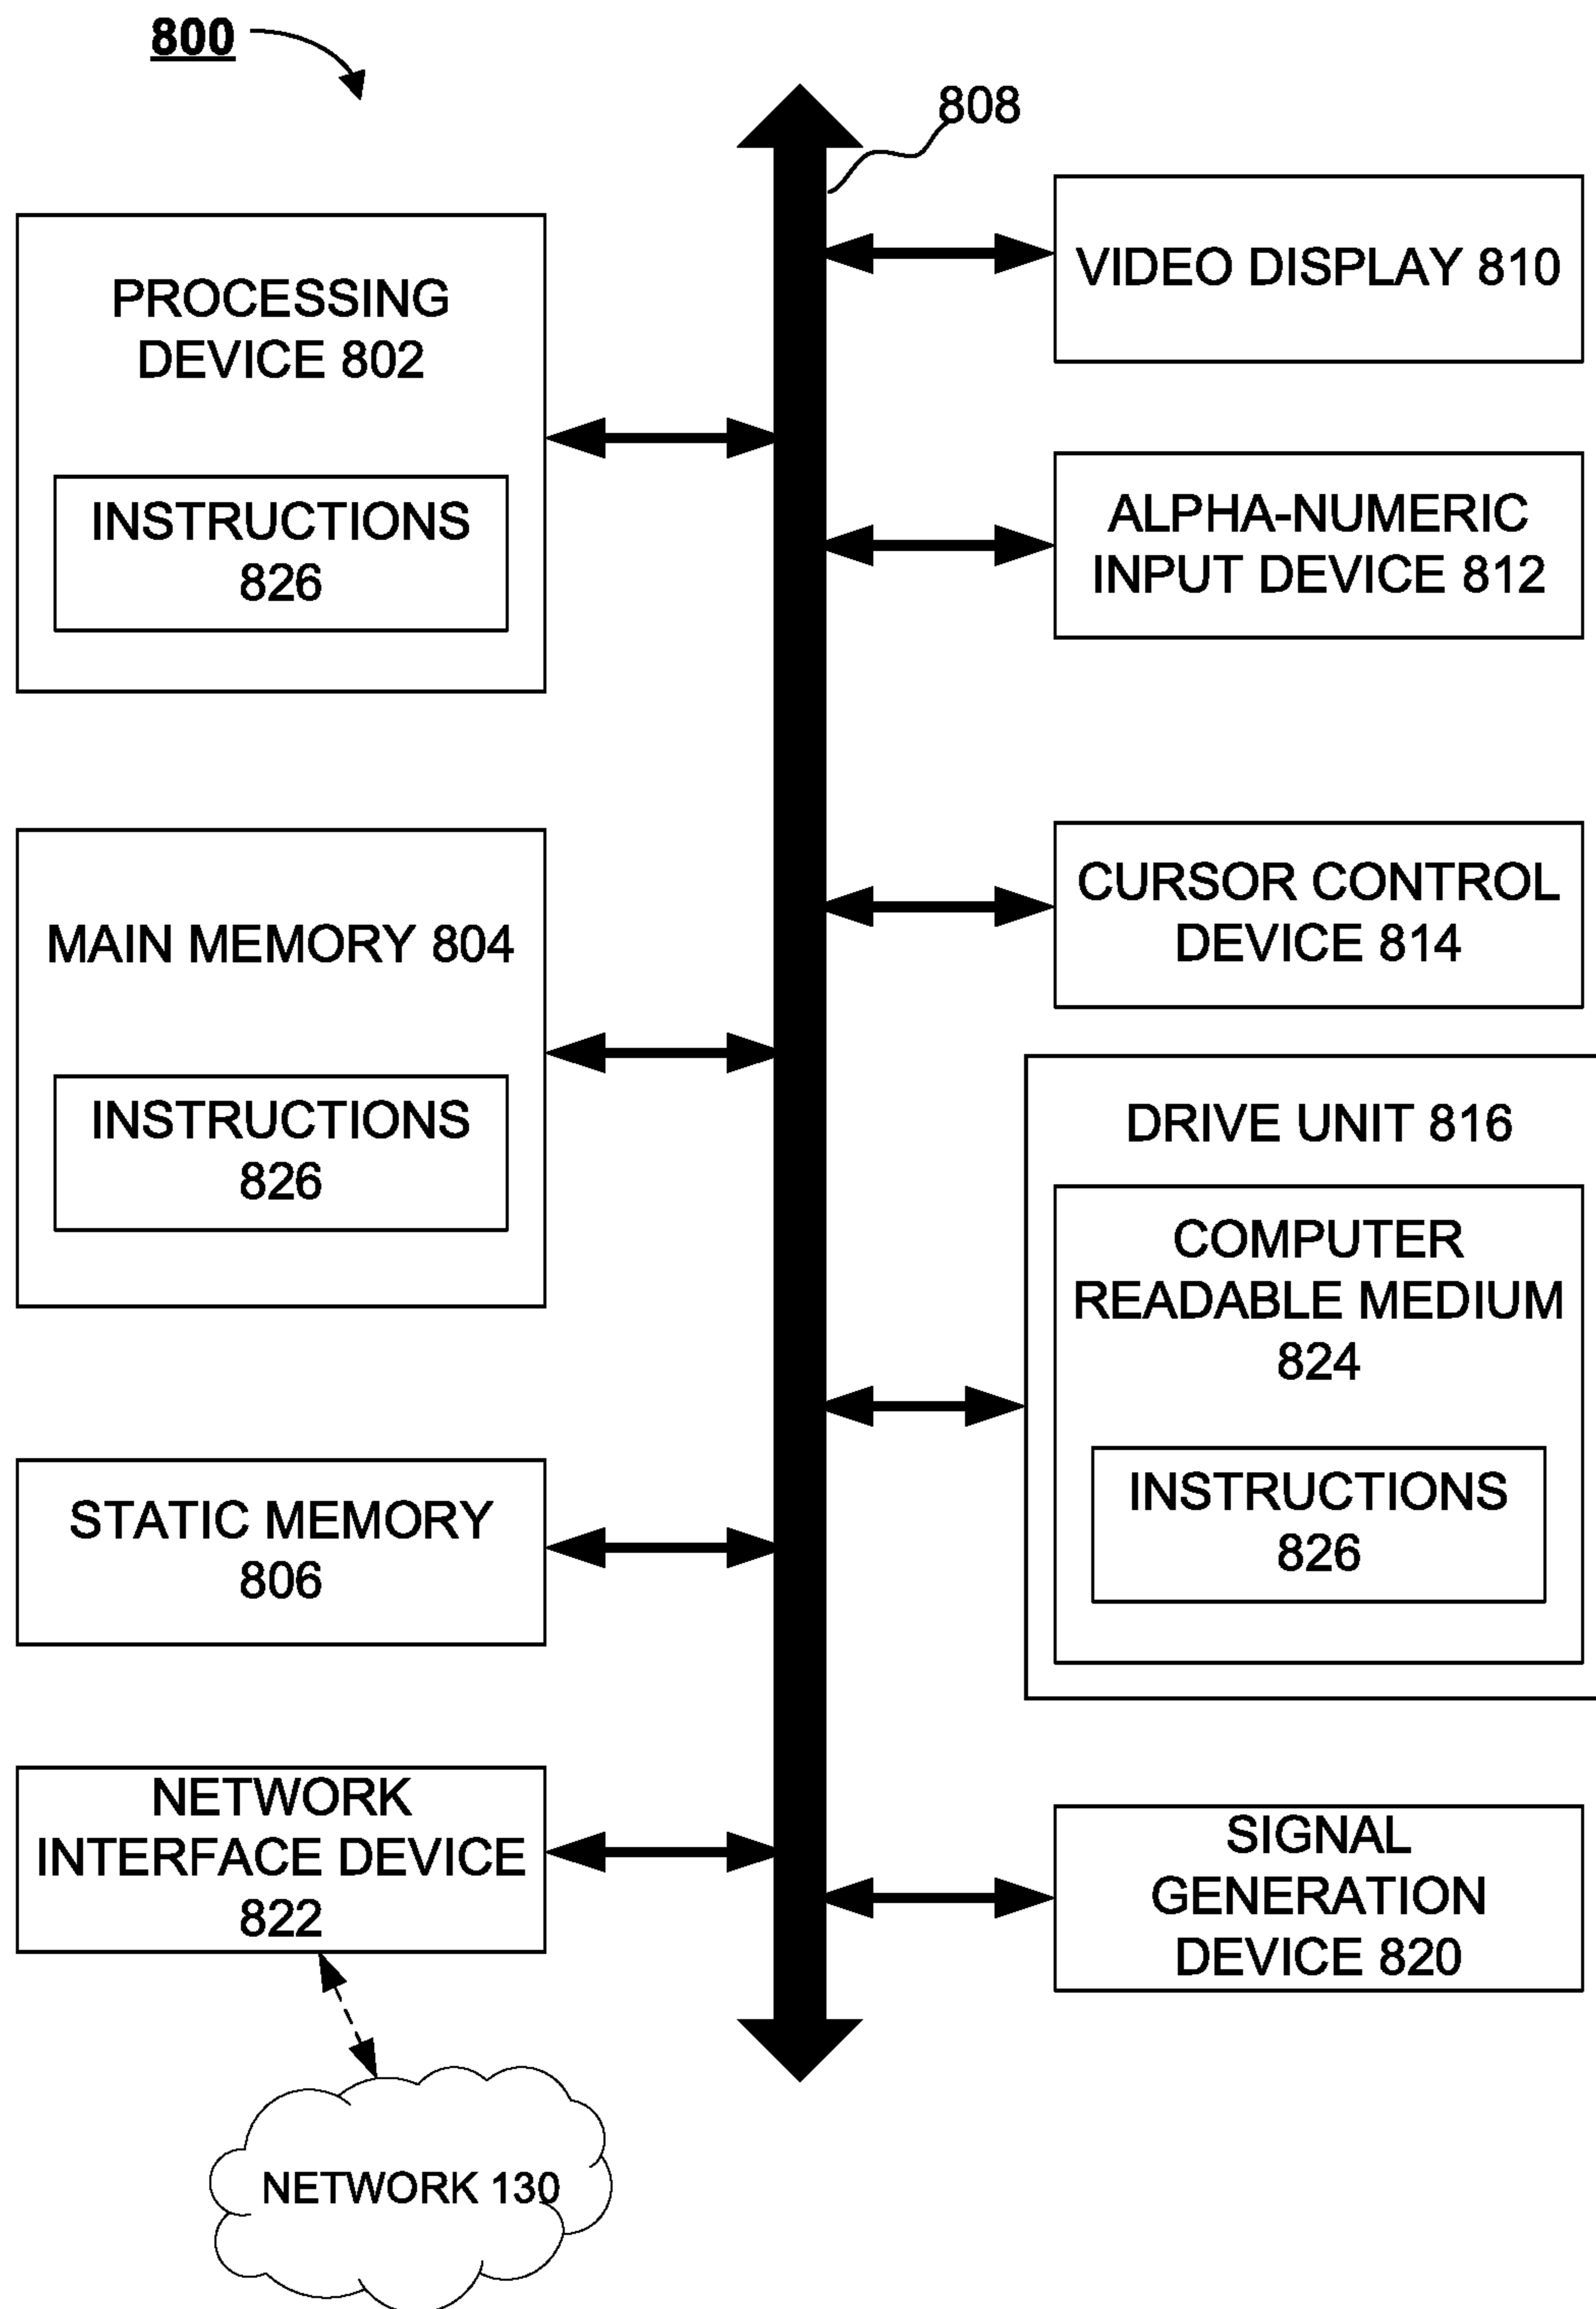 800
808
PROCESSING
DEVICE 802
INSTRUCTIONS
826
MAIN MEMORY 804
INSTRUCTIONS
826
STATIC MEMORY
806
NETWORK
INTERFACE DEVICE
822
NETWORK 130
VIDEO DISPLAY 810
ALPHA-NUMERIC
INPUT DEVICE 812
CURSOR CONTROL
DEVICE 814
DRIVE UNIT 816
COMPUTER
READABLE MEDIUM
824
INSTRUCTIONS
826
SIGNAL
GENERATION
DEVICE 820